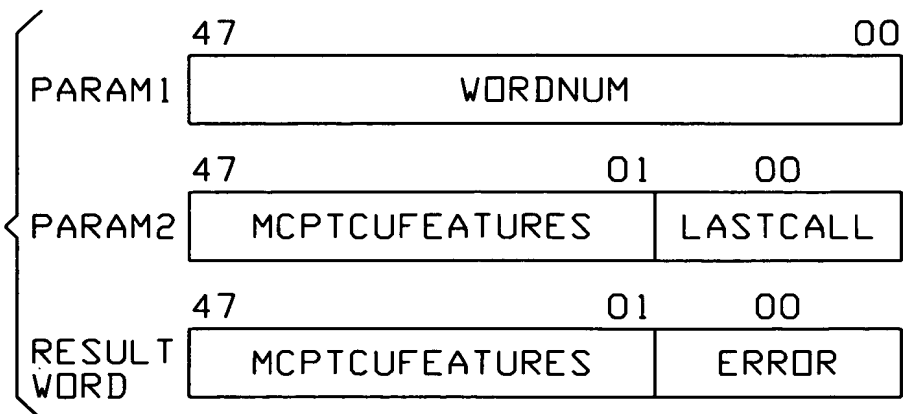 47 00
PARAM1 WORDNUM
47 01 00
PARAM2 MCPTCUFEATURES LASTCALL
47 01 00
RESULT MCPTCUFEATURES ERROR
WORD